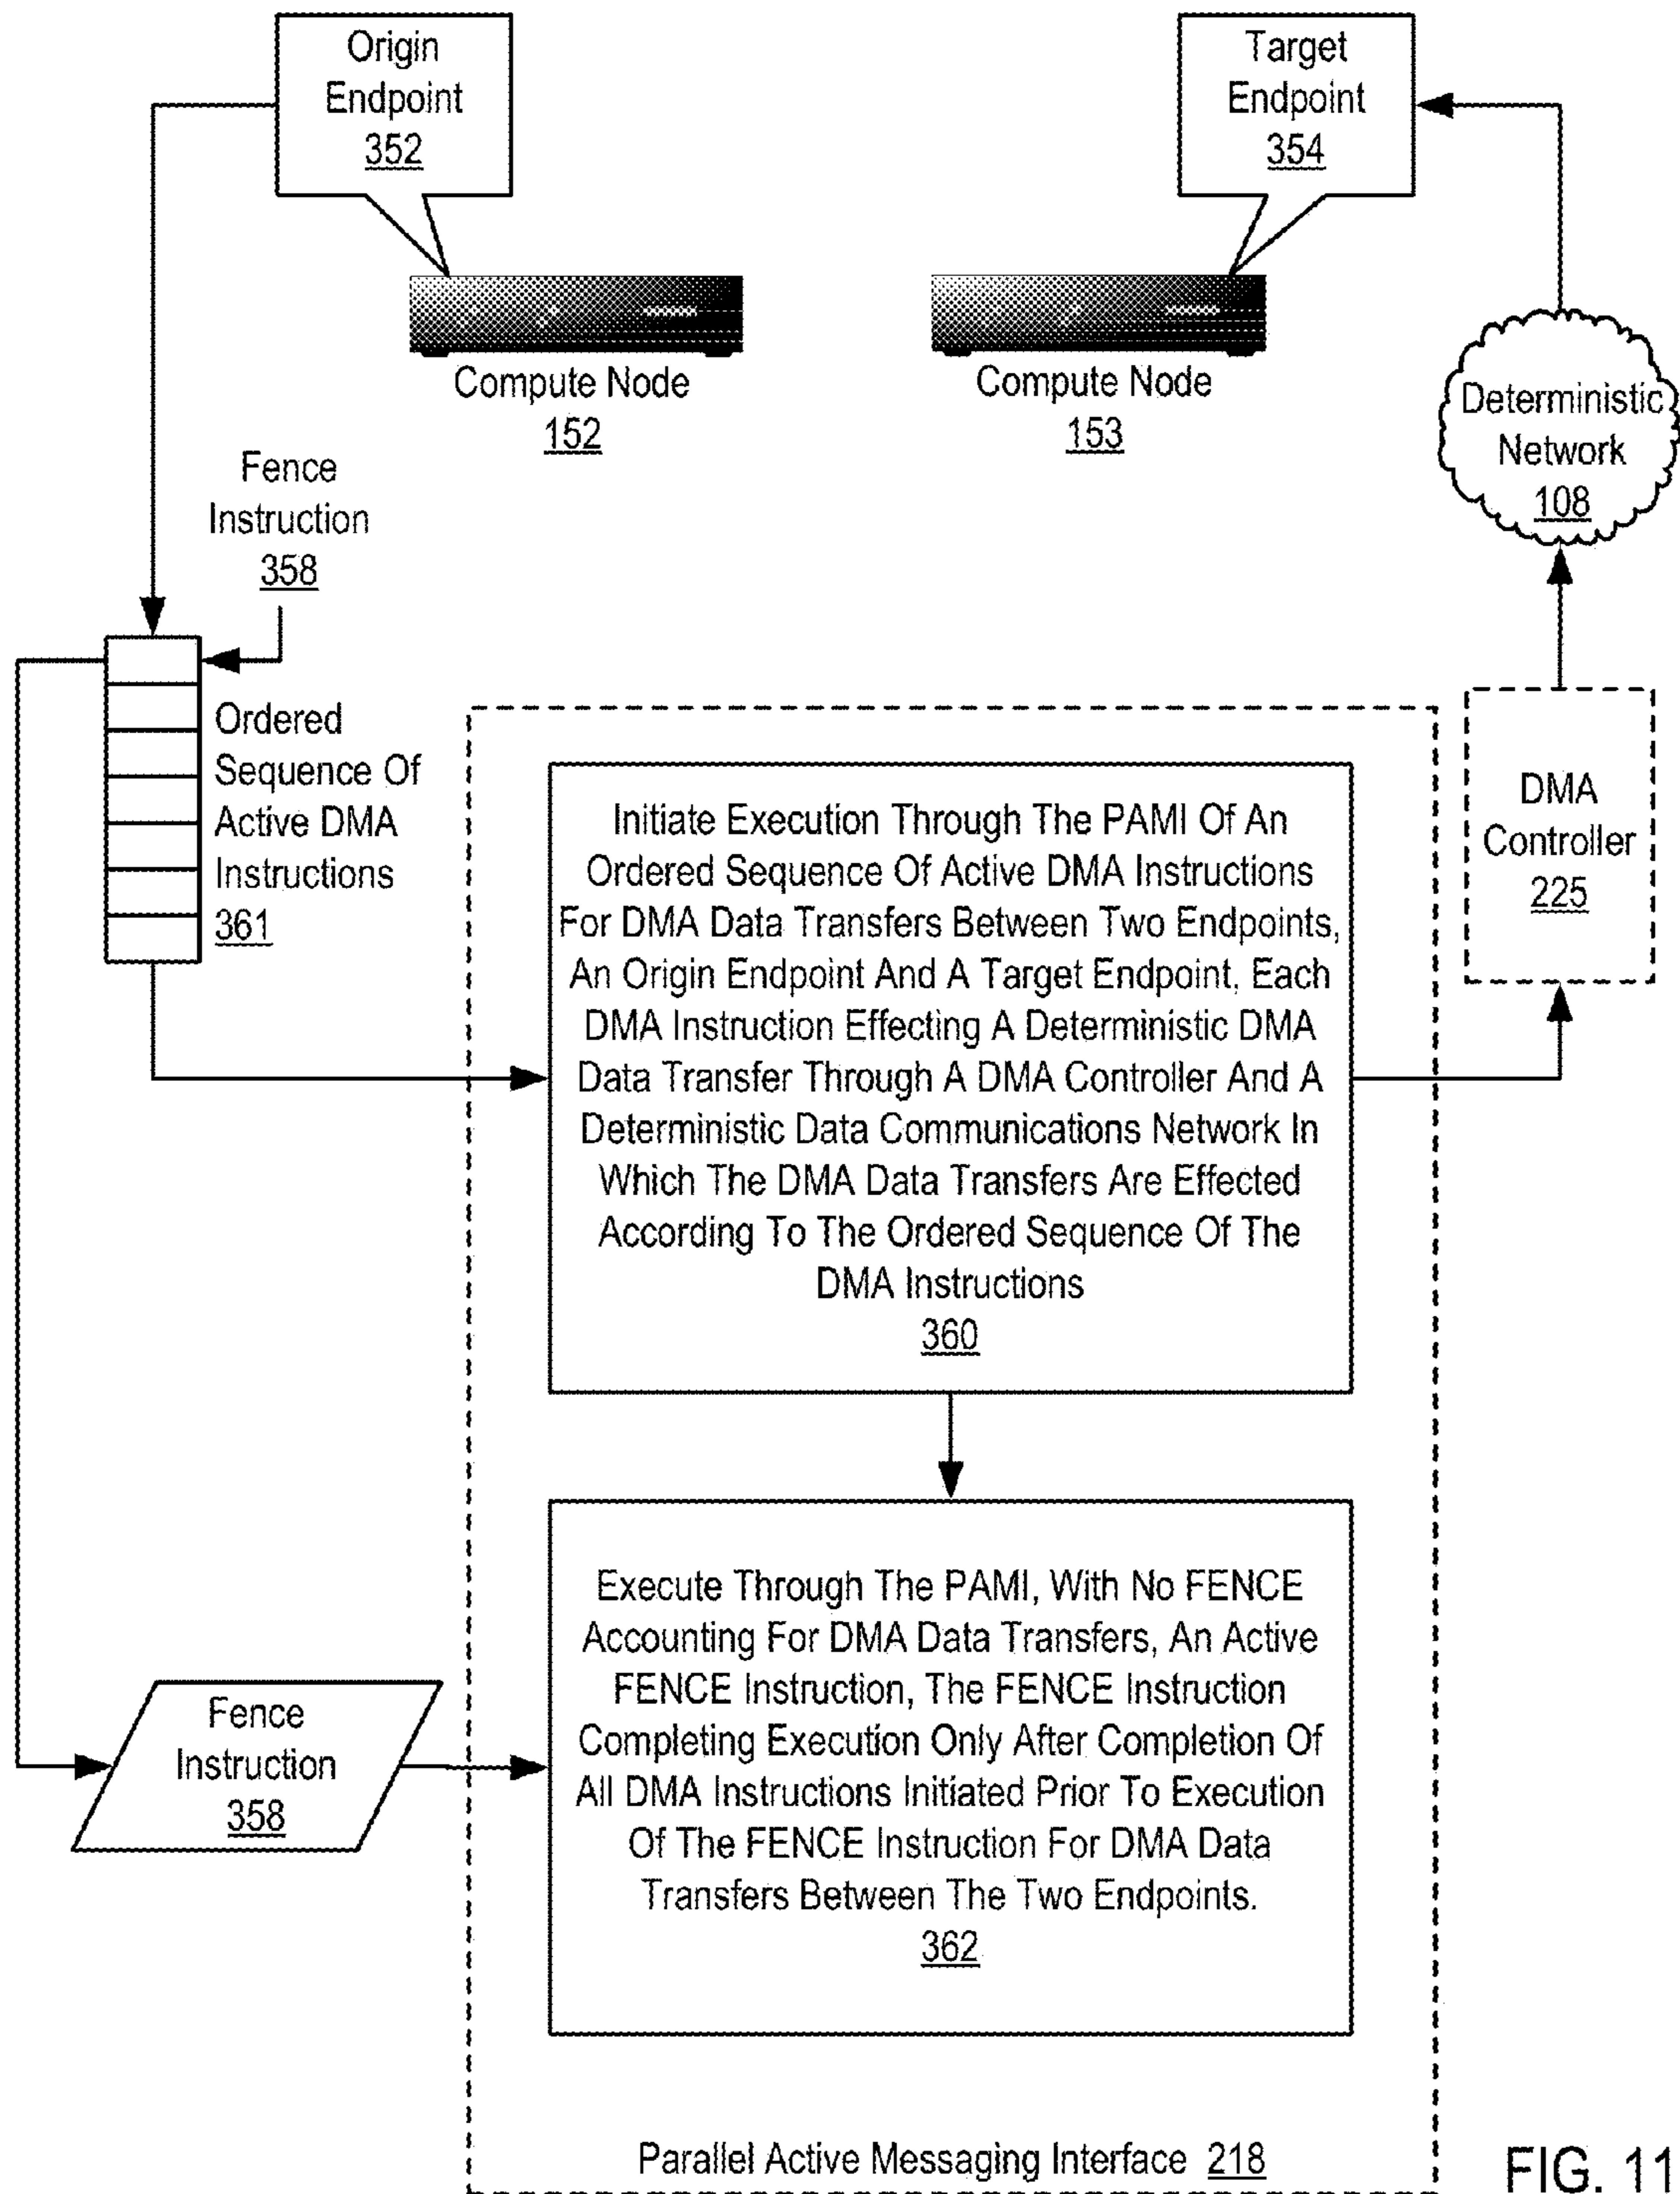 Origin
Endpoint
352
Target
Endpoint
354
Compute Node
152
Compute Node
153
Deterministic
Network
108
Fence
Instruction
358
Ordered
Sequence Of
Active DMA
Instructions
361
DMA
Controller
225
Initiate Execution Through The PAMI Of An
Ordered Sequence Of Active DMA Instructions
For DMA Data Transfers Between Two Endpoints,
An Origin Endpoint And A Target Endpoint, Each
DMA Instruction Effecting A Deterministic DMA
Data Transfer Through A DMA Controller And A
Deterministic Data Communications Network In
Which The DMA Data Transfers Are Effected
According To The Ordered Sequence Of The
DMA Instructions
360
Execute Through The PAMI, With No FENCE
Accounting For DMA Data Transfers, An Active
FENCE Instruction, The FENCE Instruction
Completing Execution Only After Completion Of
All DMA Instructions Initiated Prior To Execution
Of The FENCE Instruction For DMA Data
Transfers Between The Two Endpoints.
362
Fence
Instruction
358
Parallel Active Messaging Interface 218
FIG. 11